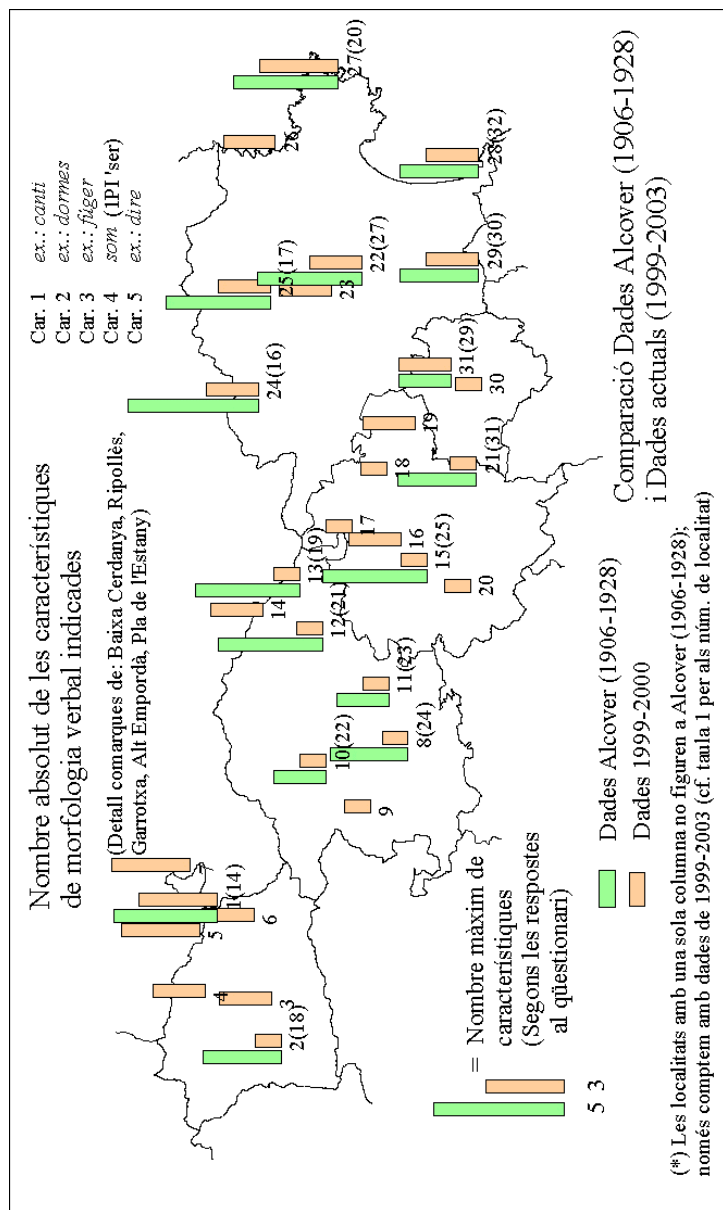 Nombre absolut de les característiques
de morfologia verbal indicades
(Detall comarques de: Baixa Cerdanya, Ripollès,
Garrotxa, Alt Empordà, Pla de l'Estany)
Car. 1 ex.: canti
Car. 2 ex.: dormes
Car. 3 ex.: fúger
Car. 4 som (1PI 'ser)
Car. 5 ex.: dire
2(18)
3
4
5
1(14)
6
9
10(22)
8(24)
11(23)
12(21)
14
13(19)
17
16
15(25)
20
18
19
21(31)
24(16)
31(29)
30
25(17)
23
22(27)
29(30)
26
27(20)
28(32)
= Nombre màxim de
característiques
(Segons les respostes
al qüestionari)
5 3
Dades Alcover (1906-1928)
Dades 1999-2000
Comparació Dades Alcover (1906-1928)
i Dades actuals (1999-2003)
(*) Les localitats amb una sola columna no figuren a Alcover (1906-1928);
només comptem amb dades de 1999-2003 (cf. taula 1 per als núm. de localitat)